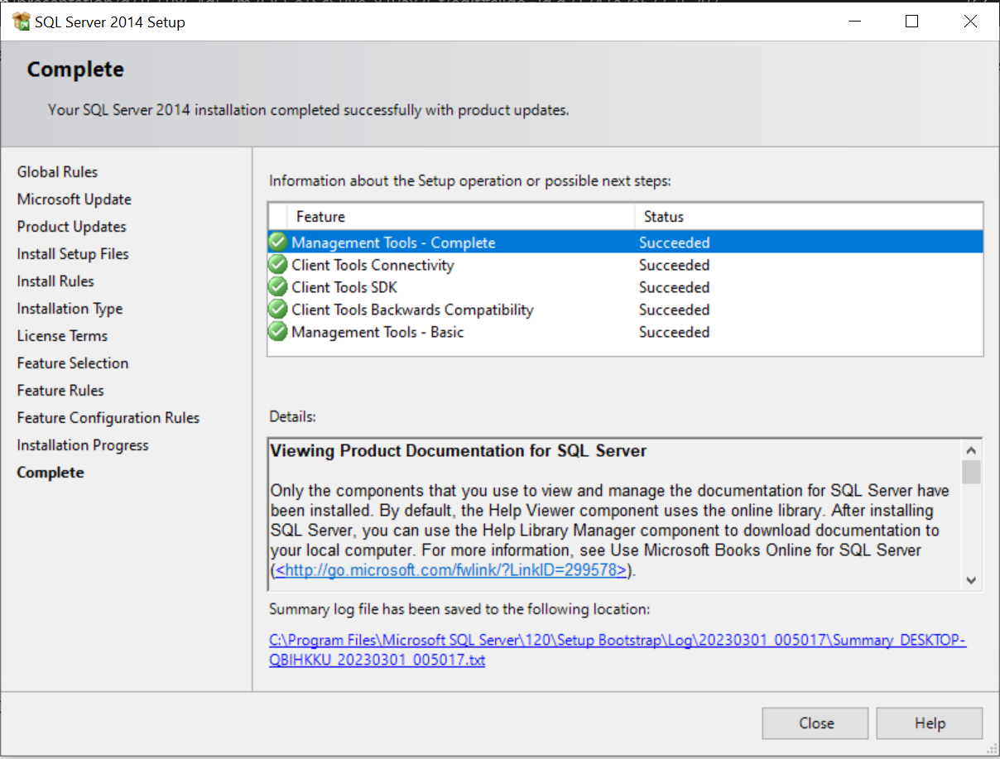 SQL Server 2014 Setup
Complete
Your SQL Server 2014 installation completed successfully with product updates.
Global Rules
Microsoft Update
Product Updates
Install Setup Files
Install Rules
Installation Type
License Terms
Feature Selection
Feature Rules
Feature Configuration Rules
Installation Progress
Complete
Information about the Setup operation or possible next steps:
Feature Status
Management Tools - Complete Succeeded
Client Tools Connectivity Succeeded
Client Tools SDK Succeeded
Client Tools Backwards Compatibility Succeeded
Management Tools - Basic Succeeded
Details:
Viewing Product Documentation for SQL Server
Only the components that you use to view and manage the documentation for SQL Server have
been installed. By default, the Help Viewer component uses the online library. After installing
SQL Server, you can use the Help Library Manager component to download documentation to
your local computer. For more information, see Use Microsoft Books Online for SQL Server
(<http://go.microsoft.com/fwlink/?LinkID=299578>).
Summary log file has been saved to the following location:
C:\Program Files\Microsoft SQL Server\120\Setup Bootstrap\Log\20230301_005017\Summary_DESKTOP-
QBIHKKU_20230301_005017.txt
Close Help